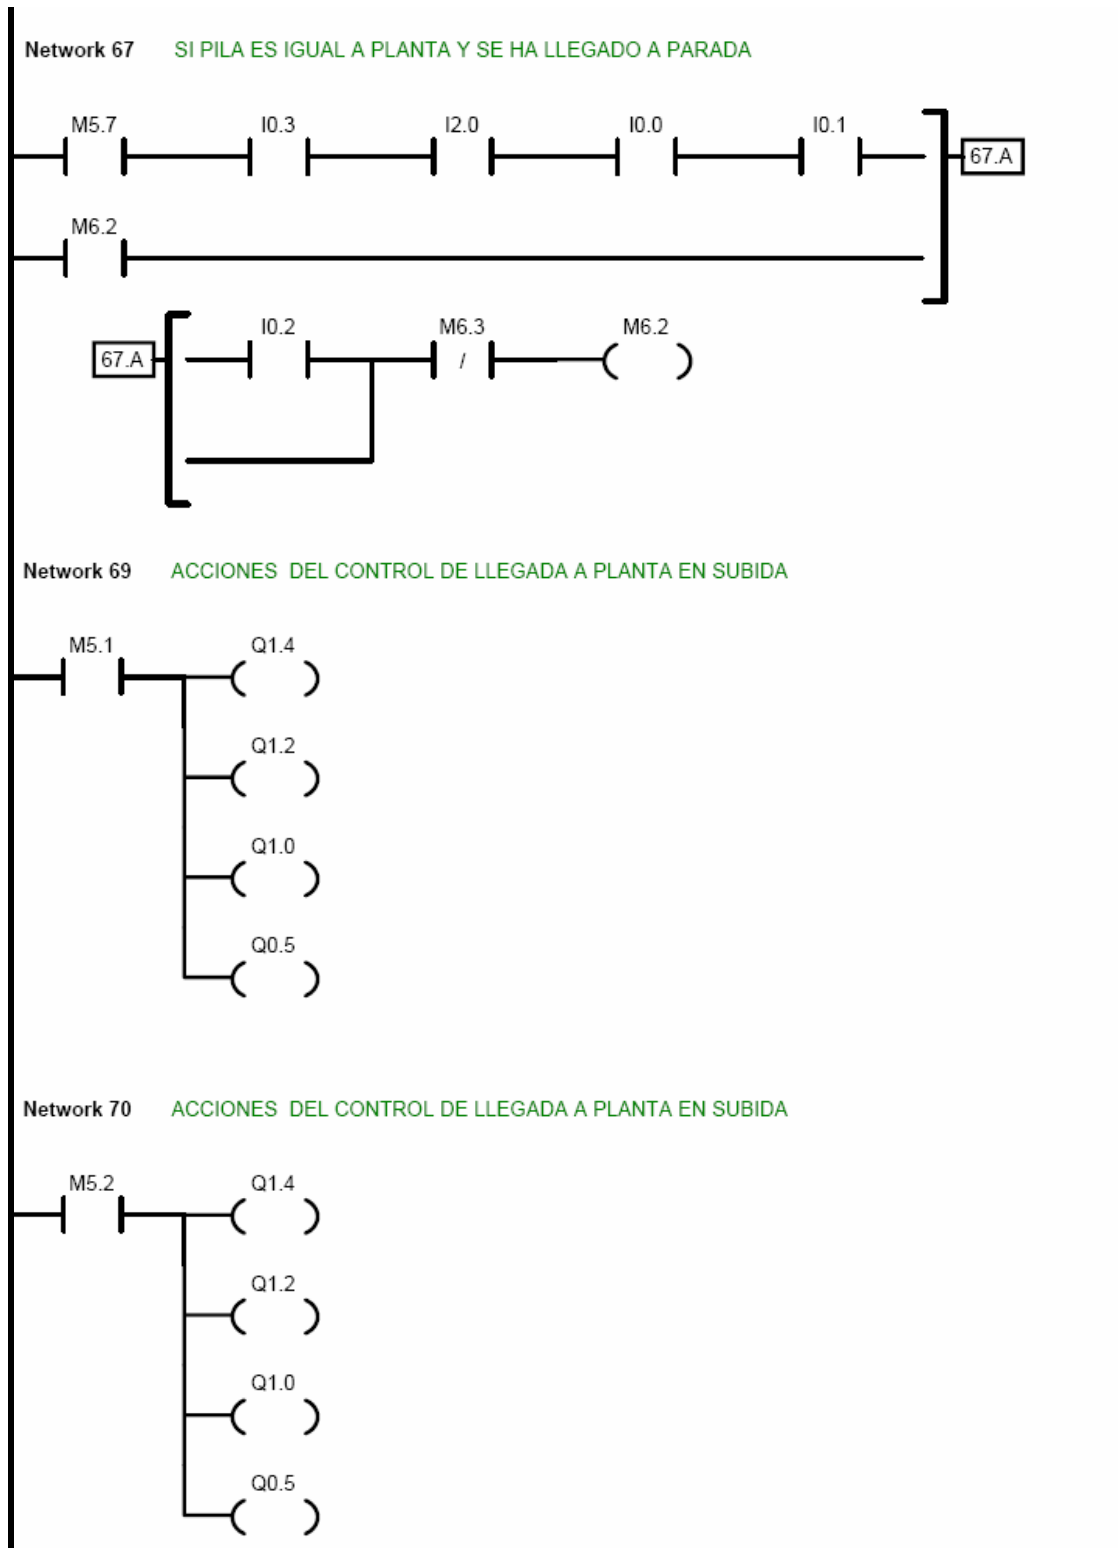 Network 67 SI PILA ES IGUAL A PLANTA Y SE HA LLEGADO A PARADA
M5.7 I0.3 I2.0 I0.0 I0.1
67.A
M6.2
I0.2 M6.3 M6.2
67.A /
Network 69 ACCIONES DEL CONTROL DE LLEGADA A PLANTA EN SUBIDA
M5.1 Q1.4
Q1.2
Q1.0
Q0.5
Network 70 ACCIONES DEL CONTROL DE LLEGADA A PLANTA EN SUBIDA
M5.2 Q1.4
Q1.2
Q1.0
Q0.5